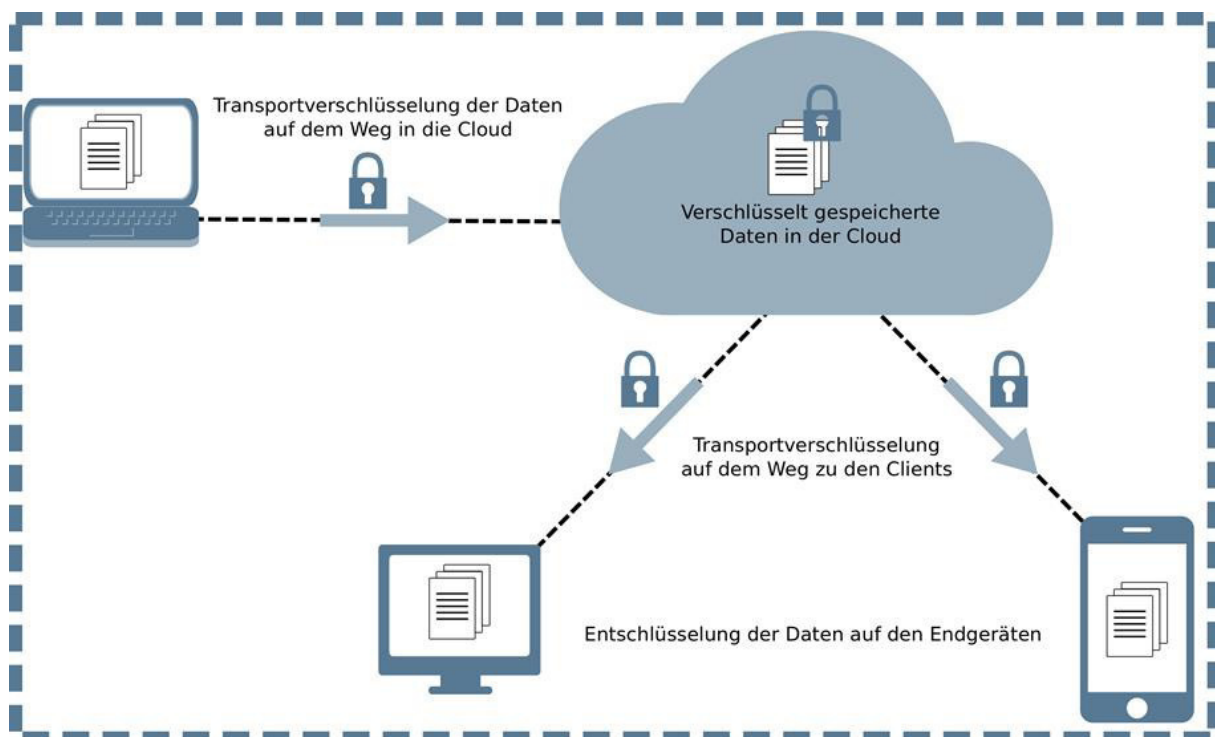 Transportverschlüsselung der Daten
auf dem Weg in die Cloud
Verschlüsselt gespeicherte
Daten in der Cloud
Transportverschlüsselung
auf dem Weg zu den Clients
Entschlüsselung der Daten auf den Endgeräten